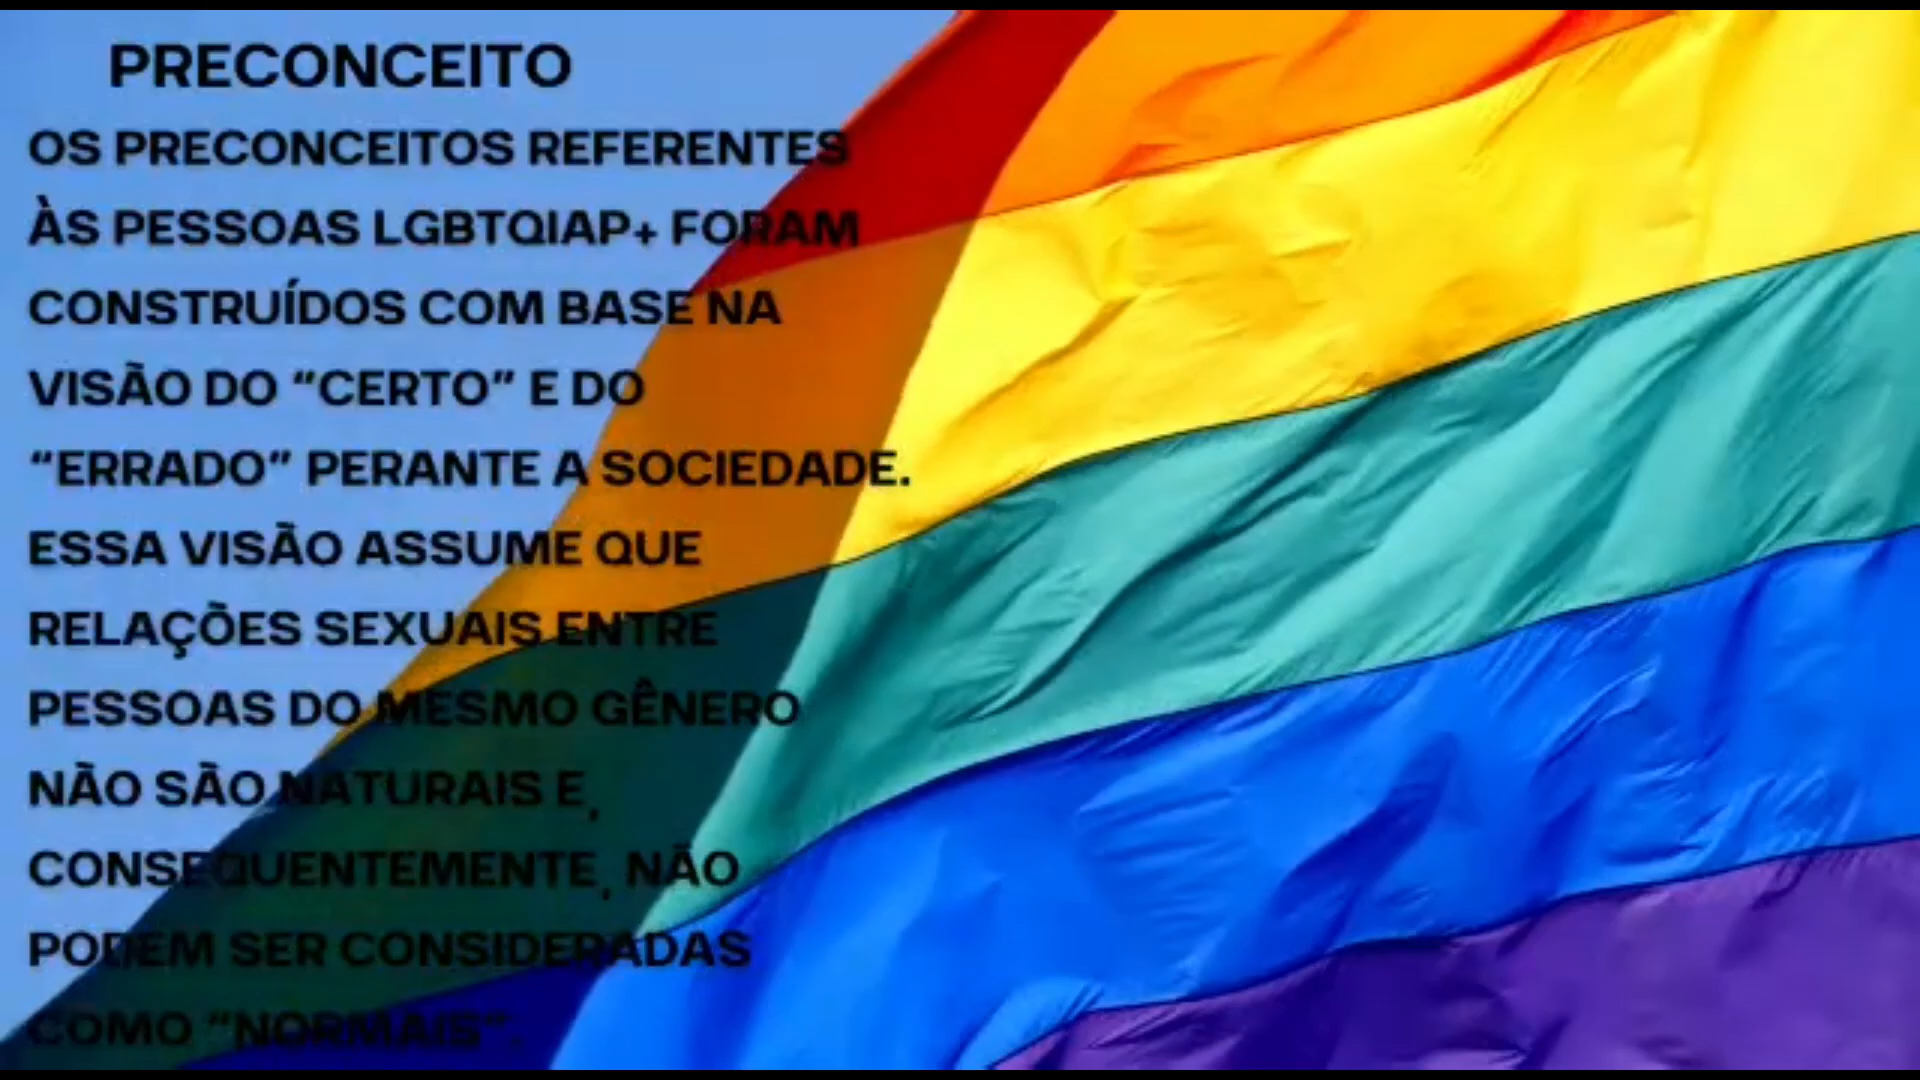 PRECONCEITO
OS PRECONCEITOS REFERENTES
ÀS PESSOAS LGBTQIAP+ FORAM
CONSTRUÍDOS COM BASE NA
VISÃO DO “CERTO” E DO
“ERRADO” PERANTE A SOCIEDADE.
ESSA VISÃO ASSUME QUE
RELAÇÕES SEXUAIS ENTRE
PESSOAS DO MESMO GÊNERO
NÃO SÃO NATURAIS E,
CONSEQUENTEMENTE, NÃO
PODEM SER CONSIDERADAS
COMO “NORMAIS”.